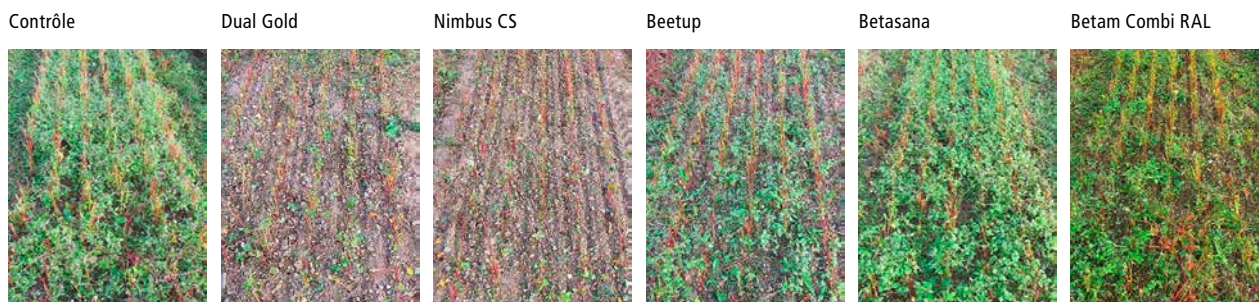 Contrôle
Dual Gold
Nimbus CS
Beetup
Betasana
Betam Combi RAL